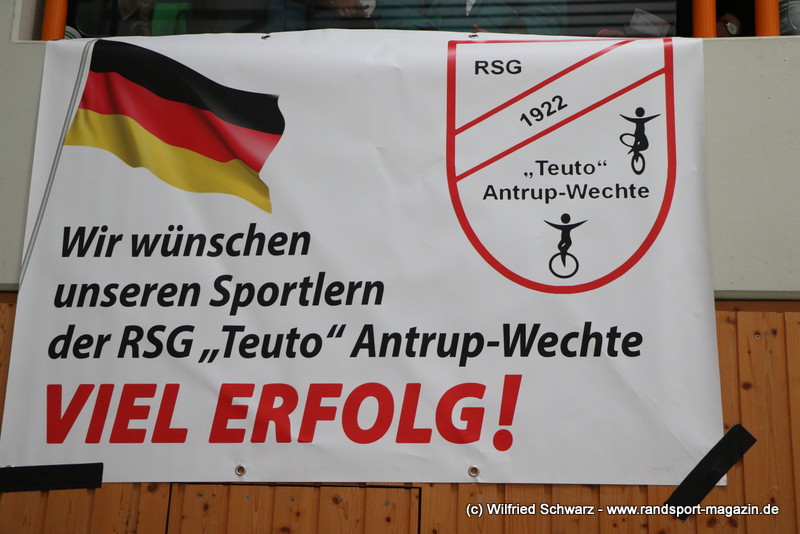 RSG
1922
„Teuto“
Antrup-Wechte
Wir wünschen
unseren Sportlern
der RSG „Teuto“ Antrup-Wechte
VIEL ERFOLG!
(c) Wilfried Schwarz - www.randsport-magazin.de